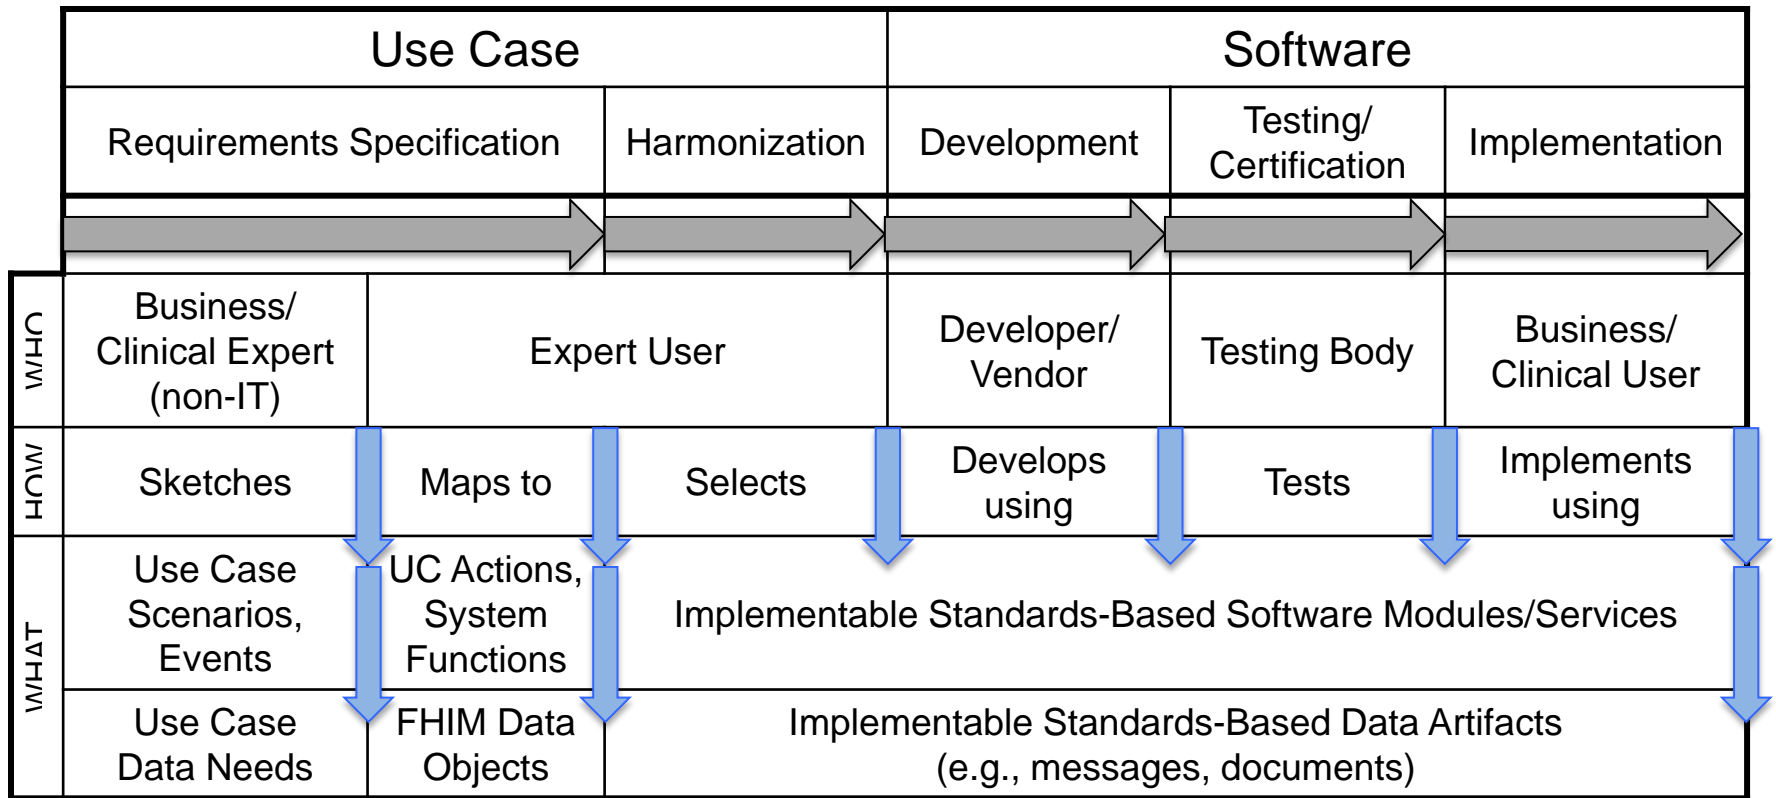 Use Case
Software
Requirements Specification
Harmonization
Development
Testing/
Certification
Implementation
WHO
Business/
Clinical Expert
(non-IT)
Expert User
Developer/
Vendor
Testing Body
Business/
Clinical User
HOW
Sketches
Maps to
Selects
Develops
using
Tests
Implements
using
WHAT
Use Case
Scenarios,
Events
UC Actions,
System
Functions
Implementable Standards-Based Software Modules/Services
Use Case
Data Needs
FHIM Data
Objects
Implementable Standards-Based Data Artifacts
(e.g., messages, documents)